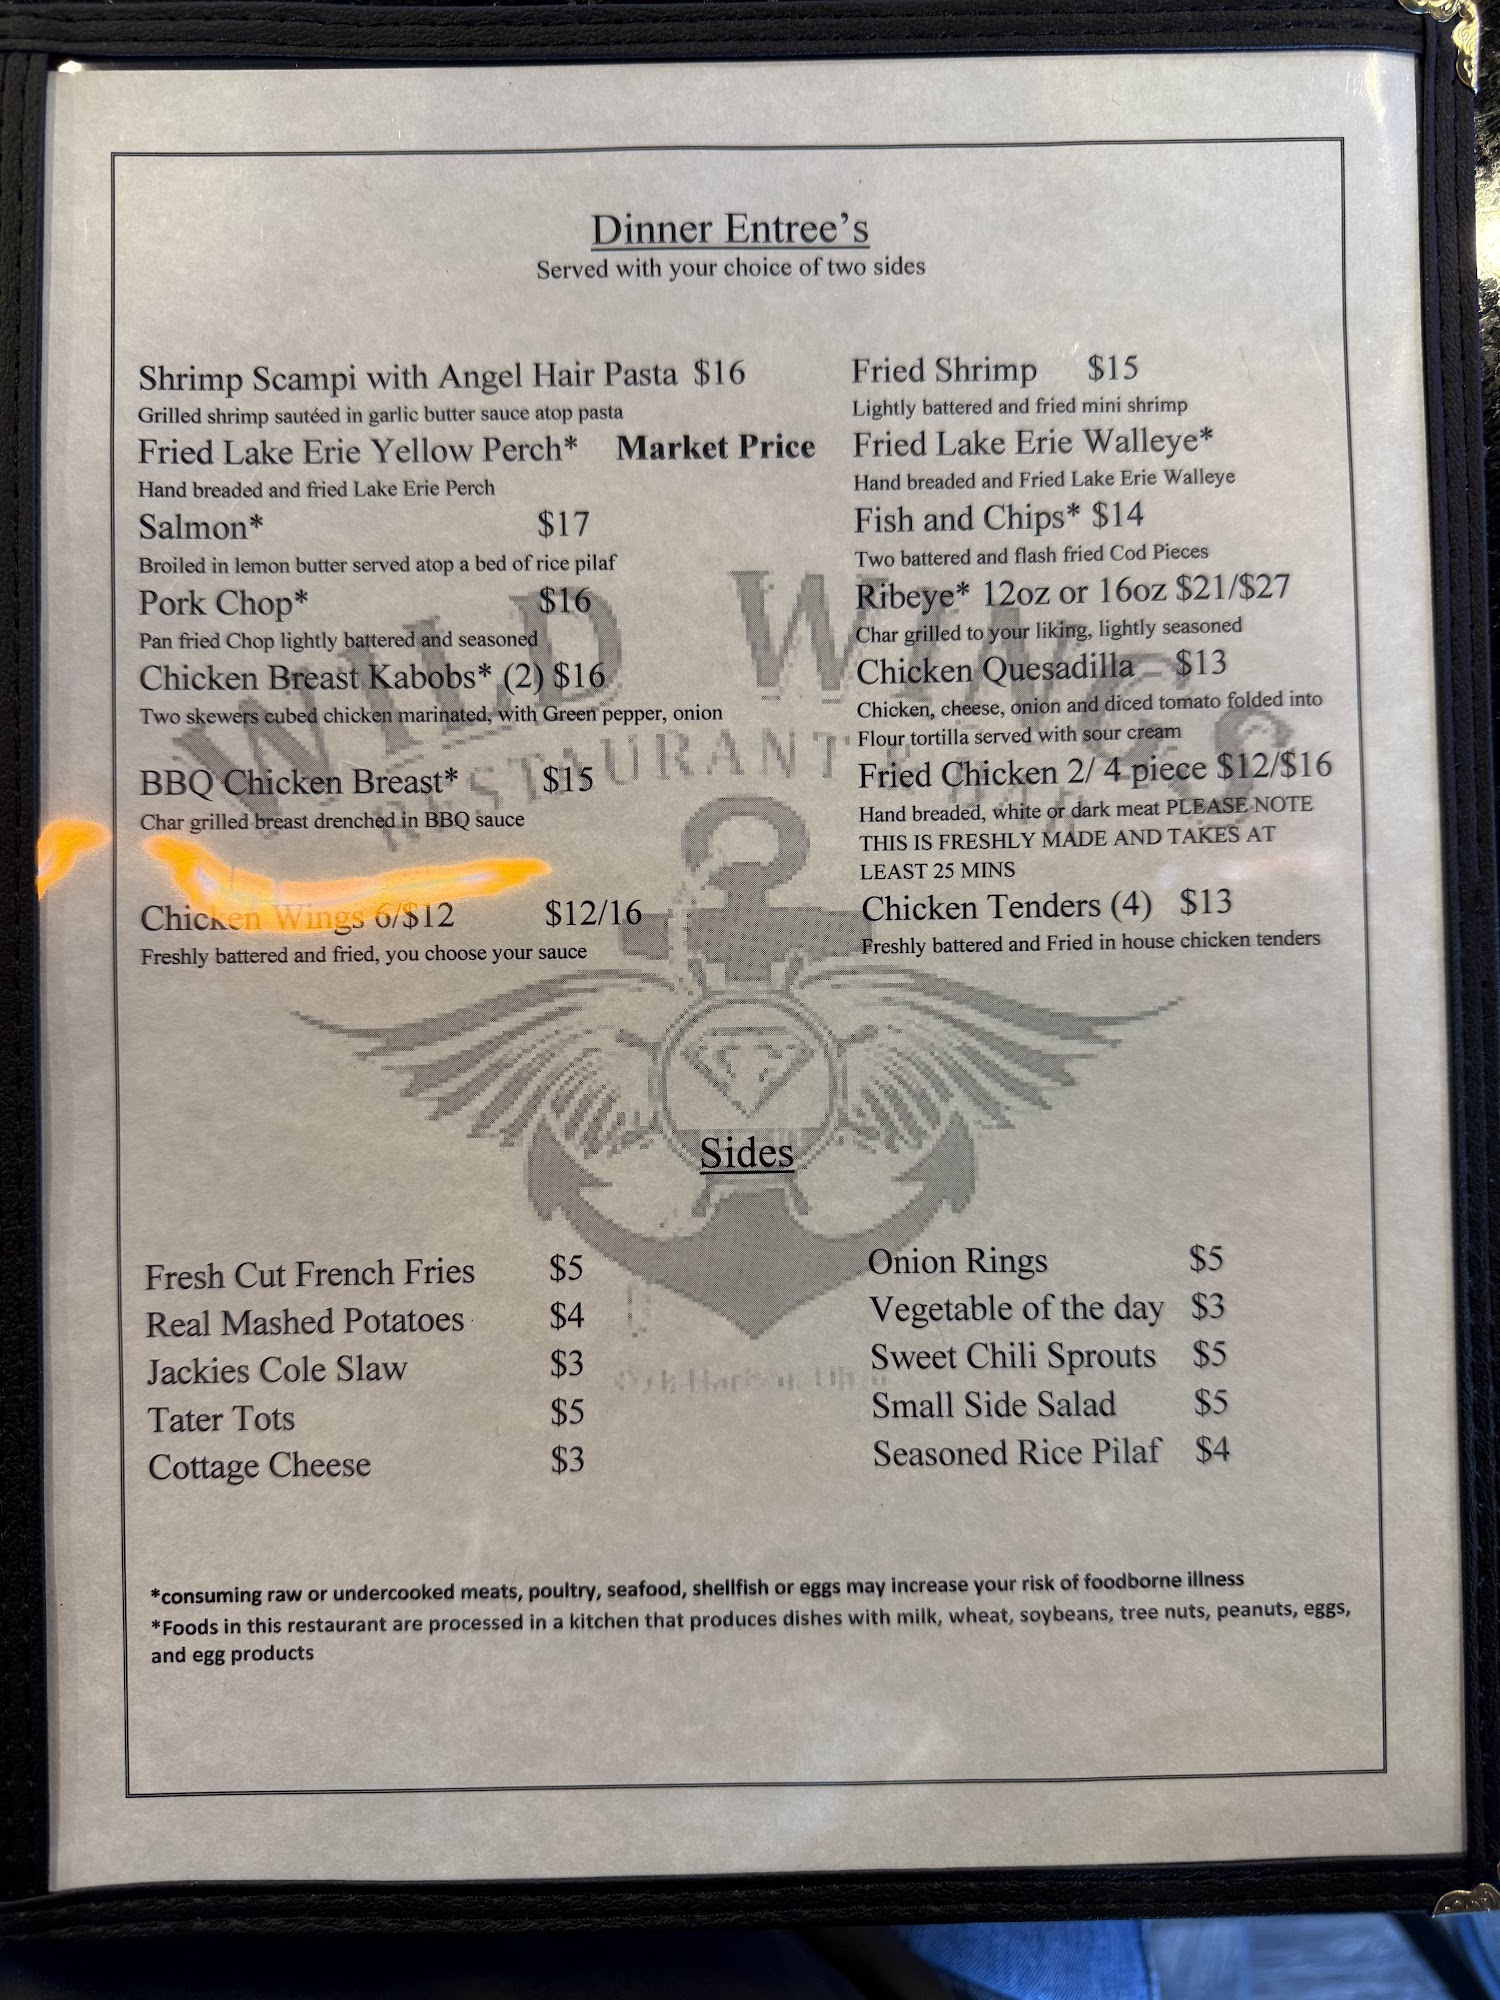 Dinner Entree's
Served with your choice of two sides
Shrimp Scampi with Angel Hair Pasta $16
Grilled shrimp sautéed in garlic butter sauce atop pasta
Fried Lake Erie Yellow Perch* Market Price
Hand breaded and fried Lake Erie Perch
Salmon* $17
Broiled in lemon butter served atop a bed of rice pilaf
Pork Chop* $16
Pan fried Chop lightly battered and seasoned
Chicken Breast Kabobs* (2) $16
Two skewers cubed chicken marinated, with Green pepper, onion
BBQ Chicken Breast* $15
Char grilled breast drenched in BBQ sauce
Chicken Wings 6/$12 $12/16
Freshly battered and fried, you choose your sauce
Fried Shrimp $15
Lightly battered and fried mini shrimp
Fried Lake Erie Walleye*
Hand breaded and Fried Lake Erie Walleye
Fish and Chips* $14
Two battered and flash fried Cod Pieces
Ribeye* 12oz or 16oz $21/$27
Char grilled to your liking, lightly seasoned
Chicken Quesadilla $13
Chicken, cheese, onion and diced tomato folded into
Flour tortilla served with sour cream
Fried Chicken 2/ 4 piece $12/$16
Hand breaded, white or dark meat PLEASE NOTE
THIS IS FRESHLY MADE AND TAKES AT
LEAST 25 MINS
Chicken Tenders (4) $13
Freshly battered and Fried in house chicken tenders
WILD WINGS
RESTAURANT
Sides
Fresh Cut French Fries $5
Real Mashed Potatoes $4
Jackies Cole Slaw $3
Tater Tots $5
Cottage Cheese $3
Onion Rings $5
Vegetable of the day $3
Sweet Chili Sprouts $5
Small Side Salad $5
Seasoned Rice Pilaf $4
*consuming raw or undercooked meats, poultry, seafood, shellfish or eggs may increase your risk of foodborne illness
*Foods in this restaurant are processed in a kitchen that produces dishes with milk, wheat, soybeans, tree nuts, peanuts, eggs,
and egg products